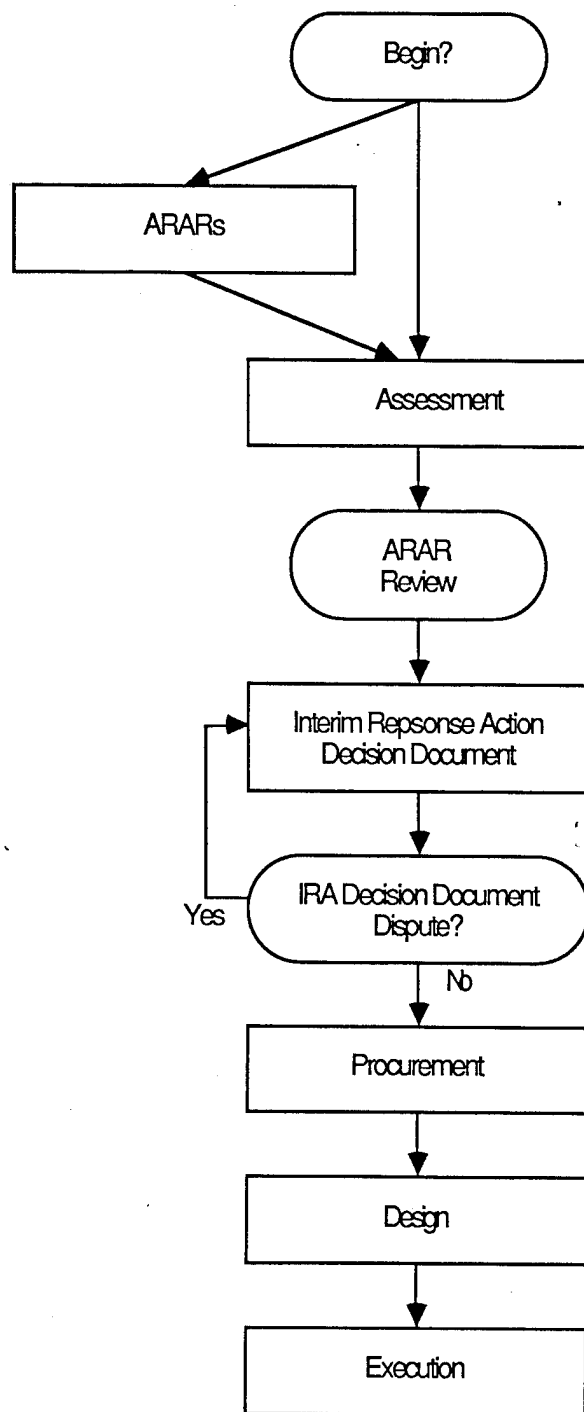 Begin?
ARARs
Assessment
ARAR
Review
Interim Repsonse Action
Decision Document
IRA Decision Document
Dispute?
Yes
No
Procurement
Design
Execution